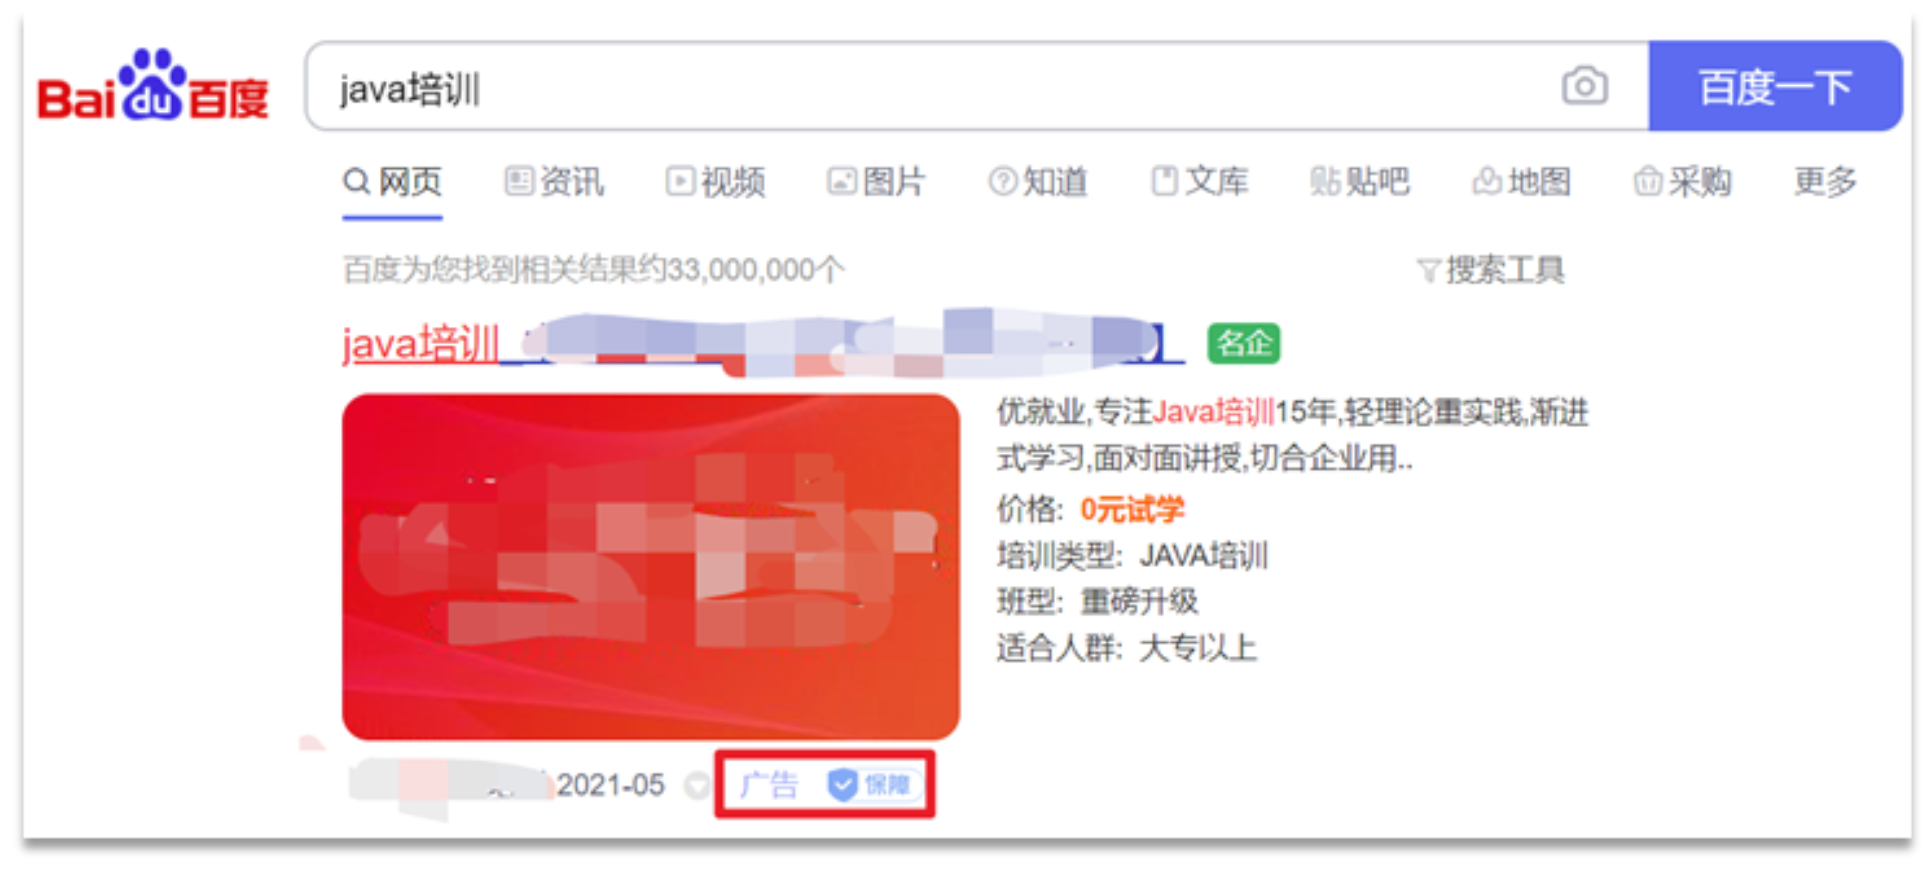 Bai du 百度
java培训
百度一下
网页 资讯 视频 图片 知道 文库 贴吧 地图 采购 更多
百度为您找到相关结果约33,000,000个
搜索工具
java培训
名企
优就业,专注Java培训15年,轻理论重实践,渐进
式学习,面对面讲授,切合企业用..
价格: 0元试学
培训类型: JAVA培训
班型: 重磅升级
适合人群: 大专以上
2021-05 广告 保障